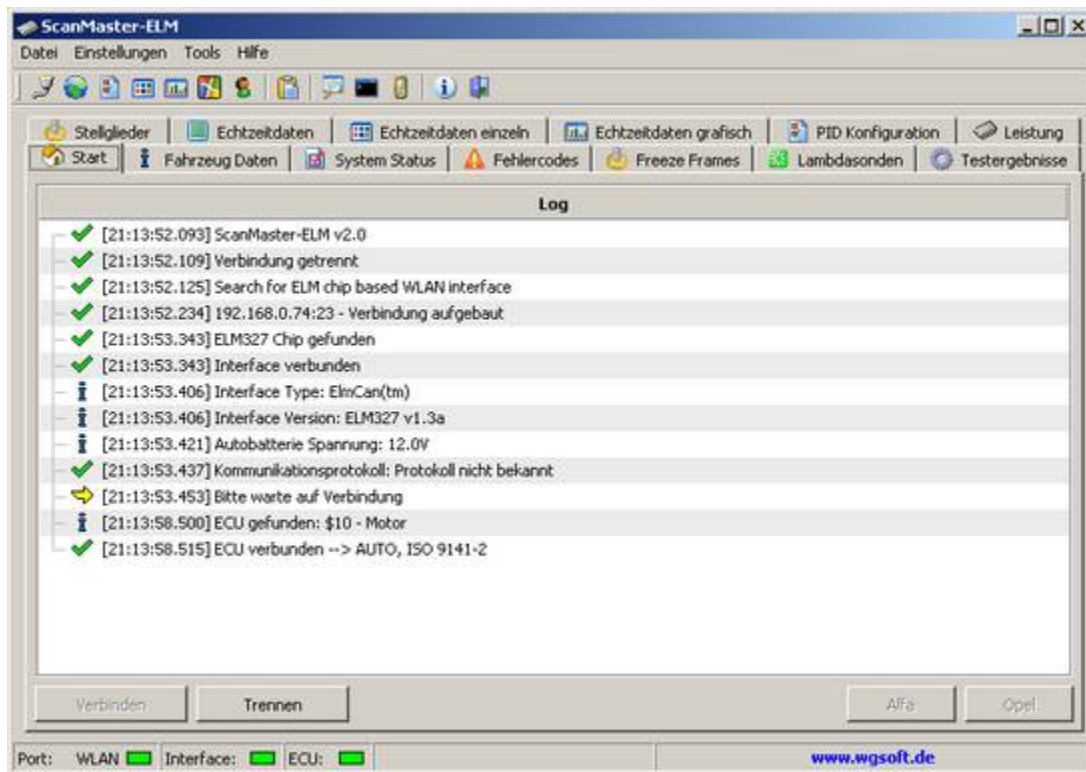 ScanMaster-ELM
Datei Einstellungen Tools Hilfe
Stellglieder Echtzeitdaten Echtzeitdaten einzeln Echtzeitdaten grafisch PID Konfiguration Leistung
Start Fahrzeug Daten System Status Fehlercodes Freeze Frames Lambdasonden Testergebnisse
Log
[21:13:52.093] ScanMaster-ELM v2.0
[21:13:52.109] Verbindung getrennt
[21:13:52.125] Search for ELM chip based WLAN interface
[21:13:52.234] 192.168.0.74:23 - Verbindung aufgebaut
[21:13:53.343] ELM327 Chip gefunden
[21:13:53.343] Interface verbunden
[21:13:53.406] Interface Type: ElmCan(tm)
[21:13:53.406] Interface Version: ELM327 v1.3a
[21:13:53.421] Autobatterie Spannung: 12.0V
[21:13:53.437] Kommunikationsprotokoll: Protokoll nicht bekannt
[21:13:53.453] Bitte warte auf Verbindung
[21:13:58.500] ECU gefunden: $10 - Motor
[21:13:58.515] ECU verbunden --> AUTO, ISO 9141-2
Verbinden Trennen Alfa Opel
Port: WLAN Interface: ECU: www.wgsoft.de